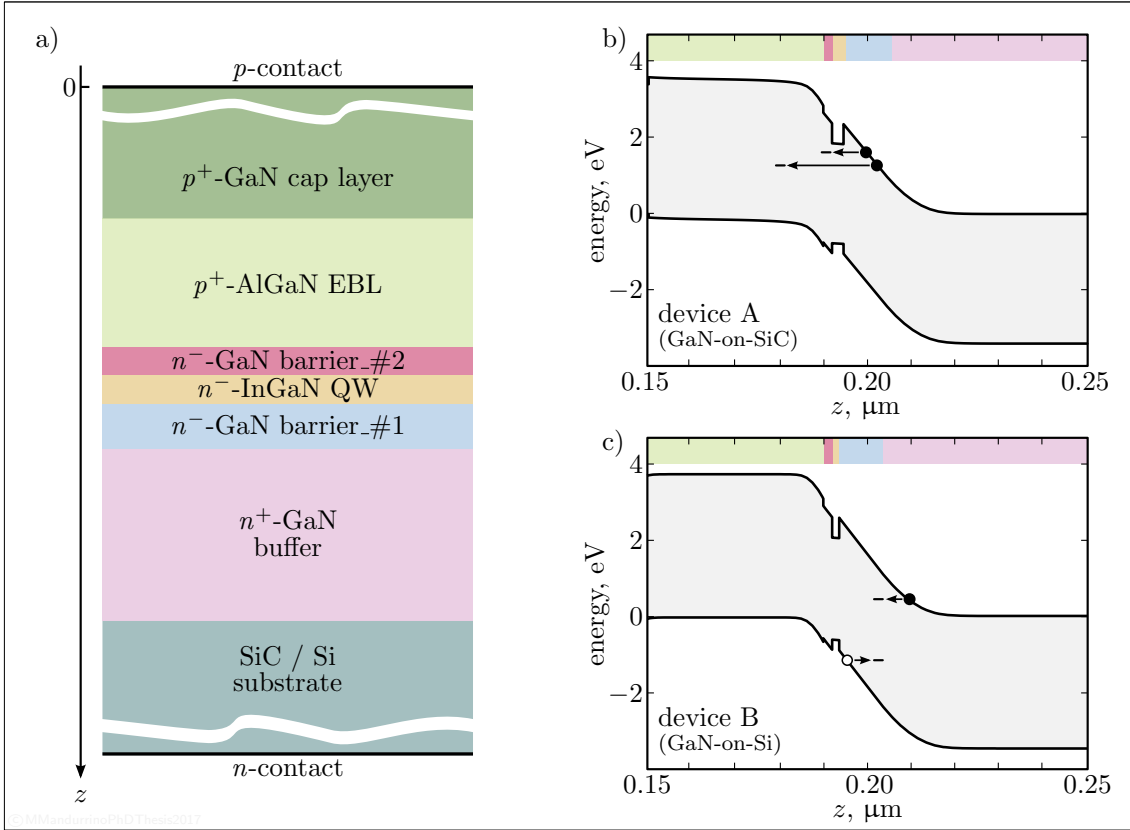 a)
p-contact
0
p⁺-GaN cap layer
p⁺-AlGaN EBL
n⁻-GaN barrier_#2
n⁻-InGaN QW
n⁻-GaN barrier_#1
n⁺-GaN
buffer
SiC / Si
substrate
n-contact
z
©MMandurrinoPhDThesis2017
b)
4
2
0
−2
energy, eV
device A
(GaN-on-SiC)
0.15
0.20
0.25
z, μm
c)
4
2
0
−2
energy, eV
device B
(GaN-on-Si)
0.15
0.20
0.25
z, μm